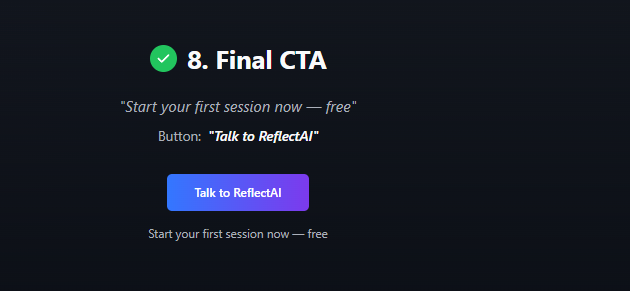 8. Final CTA
"Start your first session now — free"
Button: "Talk to ReflectAI"
Talk to ReflectAI
Start your first session now — free